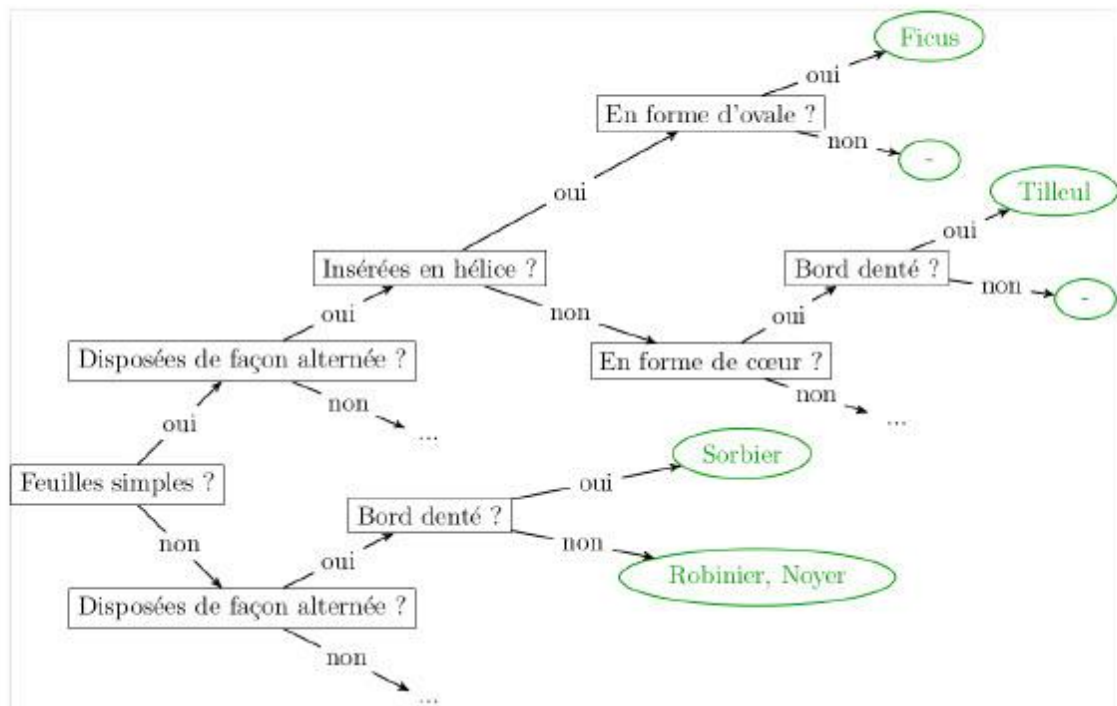 Ficus
oui
En forme d'ovale ?
non
-
oui
Tilleul
oui
Insérées en hélice ?
Bord denté ?
non
-
oui
non
oui
Disposées de façon alternée ?
En forme de cœur ?
non
...
non
...
oui
Sorbier
Feuilles simples ?
oui
Bord denté ?
non
oui
non
Robinier, Noyer
Disposées de façon alternée ?
non
...